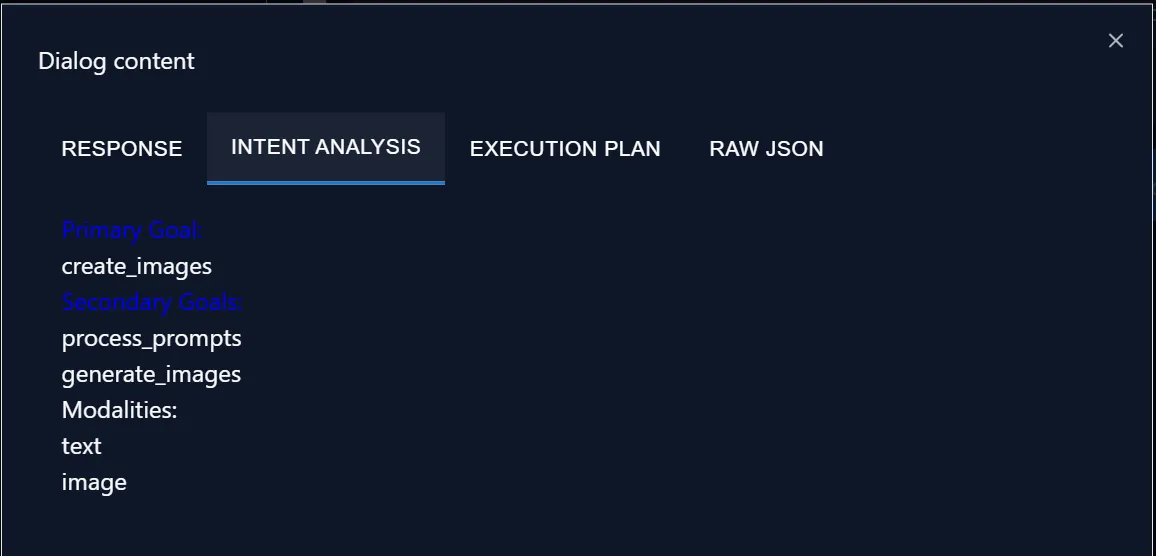 Dialog content
RESPONSE INTENT ANALYSIS EXECUTION PLAN RAW JSON
Primary Goal:
create_images
Secondary Goals:
process_prompts
generate_images
Modalities:
text
image